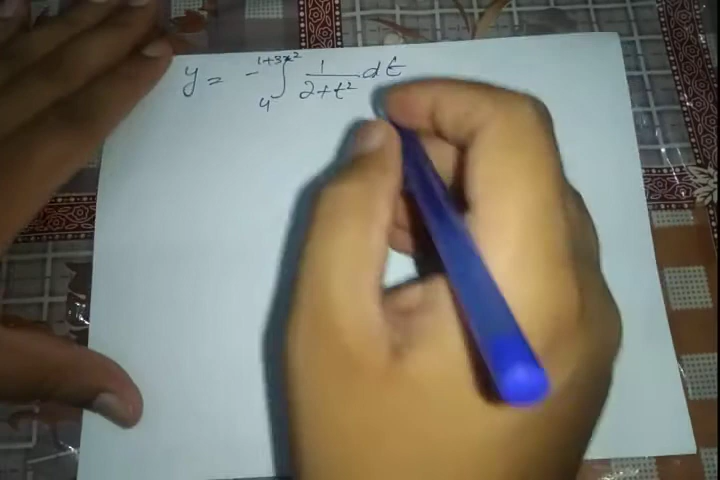 y = -∫₄^{1+3x²} 1/(2+t²) dt